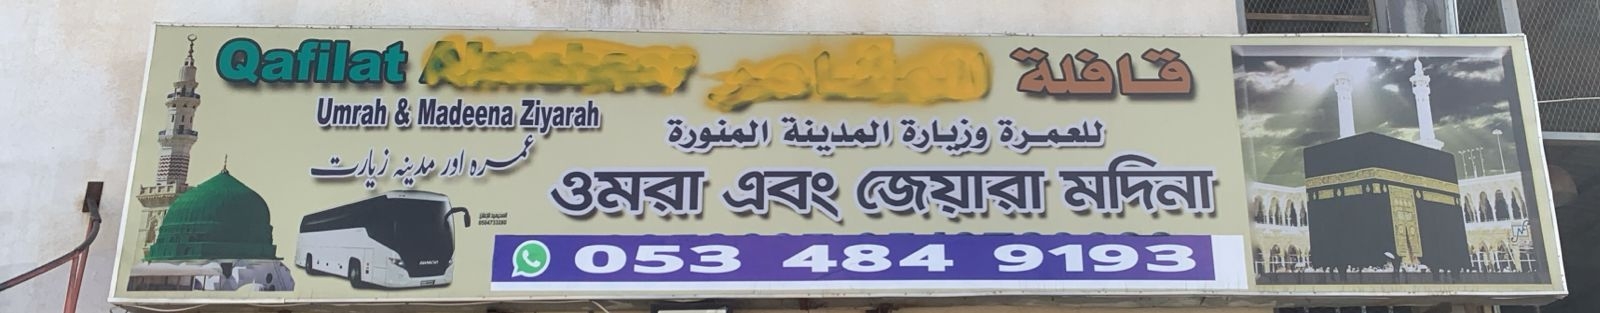 Qafilat
قافلة
Umrah & Madeena Ziyarah
للعمرة وزيارة المدينة المنورة
عمرہ اور مدینہ زیارت
ওমরা এবং জেয়ারা মদিনা
053 484 9193